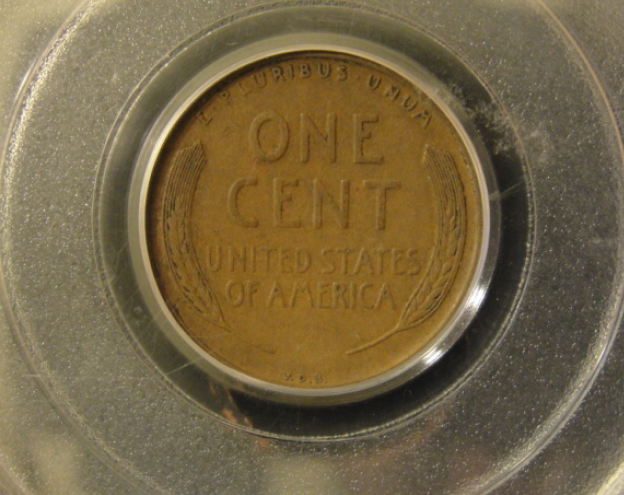 E·PLURIBUS·UNUM
ONE
CENT
UNITED STATES
OF AMERICA
V.D.B.